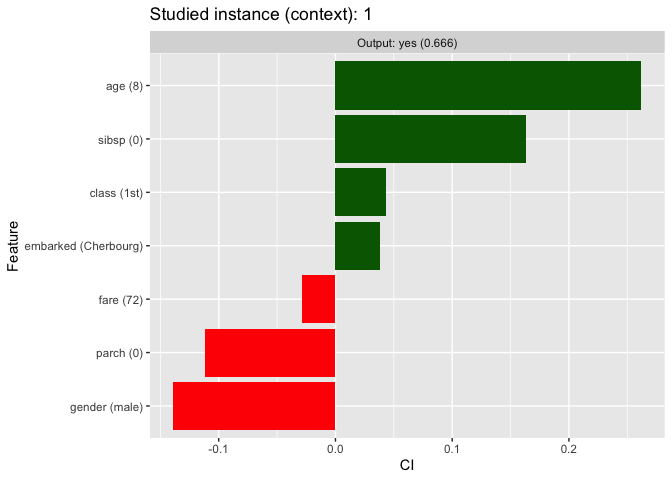 Studied instance (context): 1
Output: yes (0.666)
Feature
age (8)
sibsp (0)
class (1st)
embarked (Cherbourg)
fare (72)
parch (0)
gender (male)
-0.1 0.0 0.1 0.2
CI